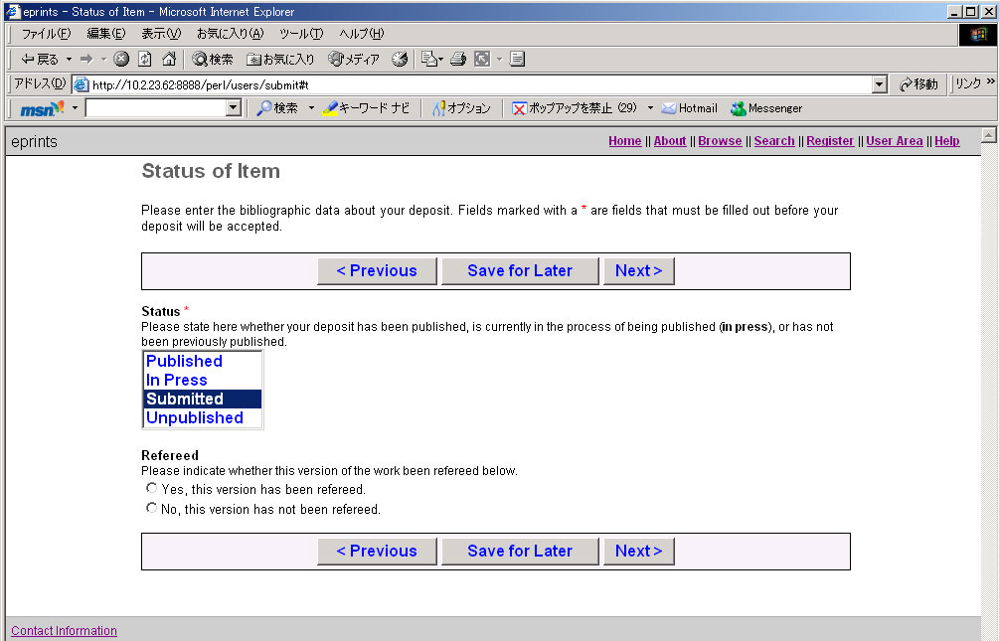 eprints - Status of Item - Microsoft Internet Explorer
ファイル(F) 編集(E) 表示(V) お気に入り(A) ツール(T) ヘルプ(H)
戻る 検索 お気に入り メディア
アドレス(D) http://10.2.23.62:8888/perl/users/submit#t 移動 リンク »
msn 検索 キーワード ナビ オプション ポップアップを禁止 (29) Hotmail Messenger
eprints Home || About || Browse || Search || Register || User Area || Help
Status of Item
Please enter the bibliographic data about your deposit. Fields marked with a * are fields that must be filled out before your
deposit will be accepted.
< Previous Save for Later Next >
Status *
Please state here whether your deposit has been published, is currently in the process of being published (in press), or has not
been previously published.
Published
In Press
Submitted
Unpublished
Refereed
Please indicate whether this version of the work been refereed below.
Yes, this version has been refereed.
No, this version has not been refereed.
< Previous Save for Later Next >
Contact Information